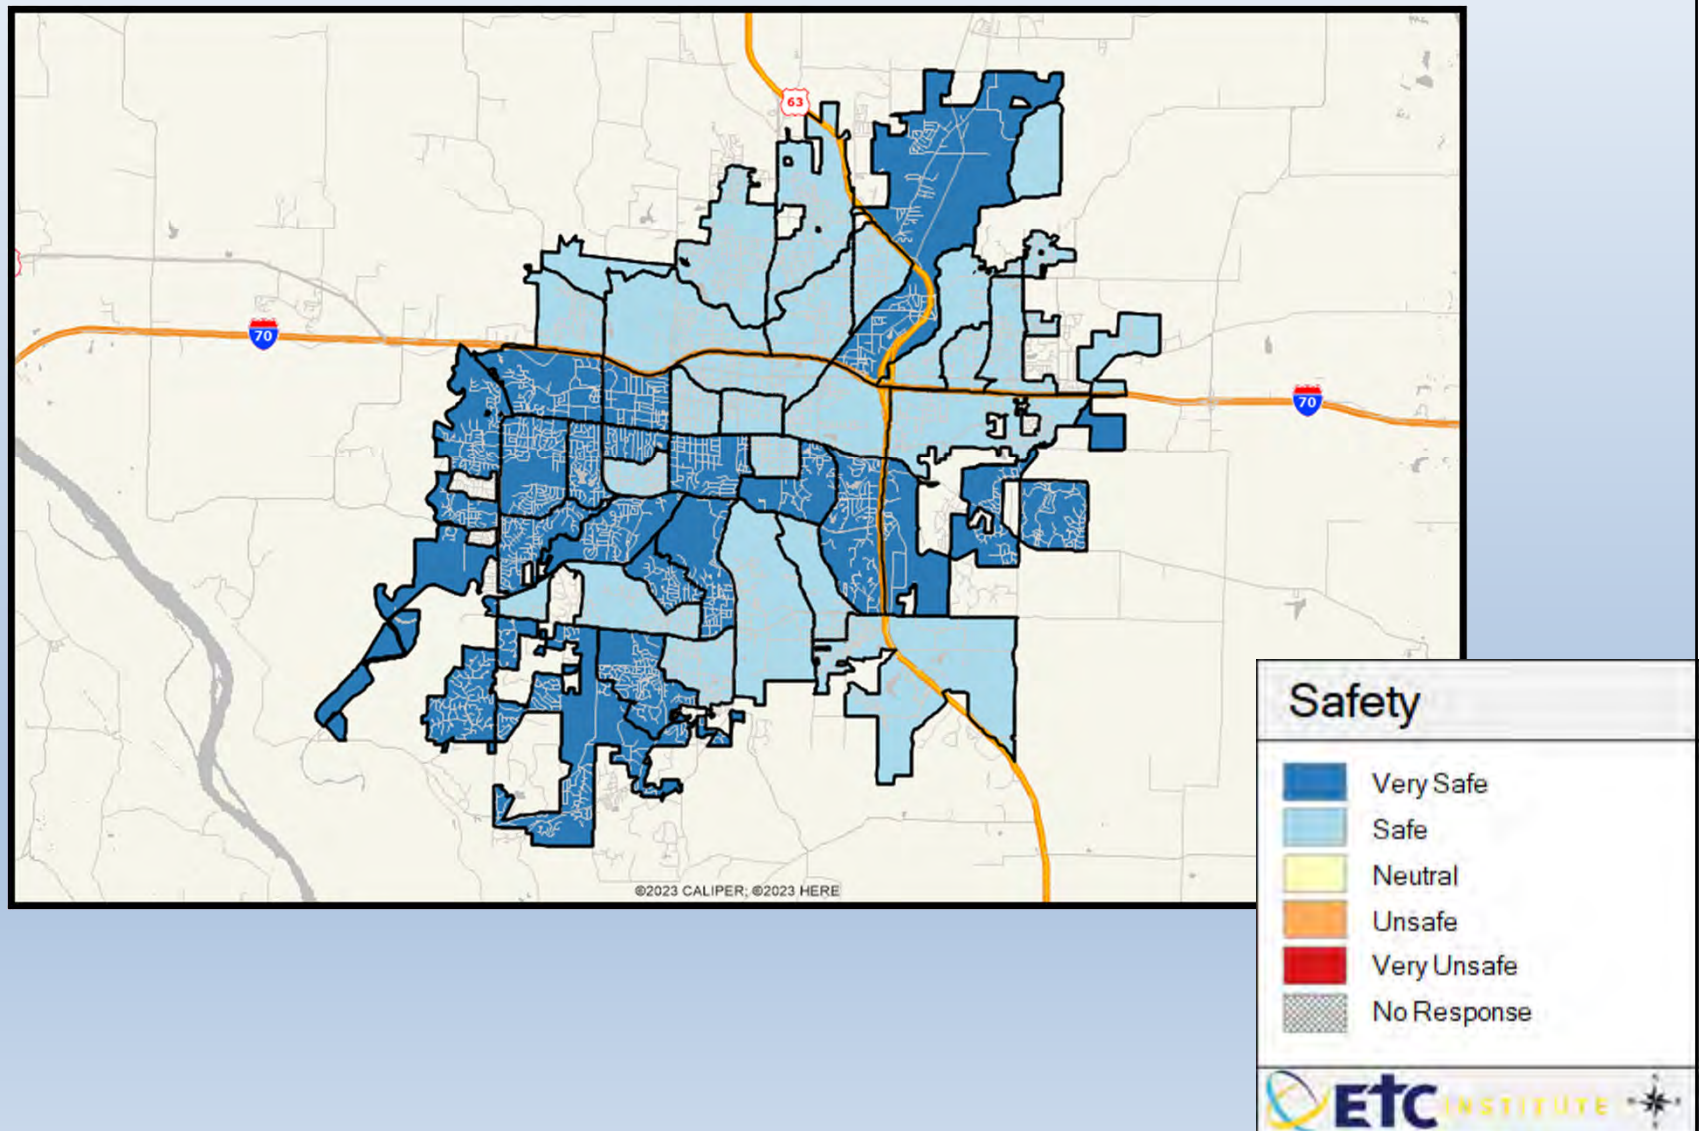 63
70
70
©2023 CALIPER; ©2023 HERE
Safety
Very Safe
Safe
Neutral
Unsafe
Very Unsafe
No Response
ETC INSTITUTE